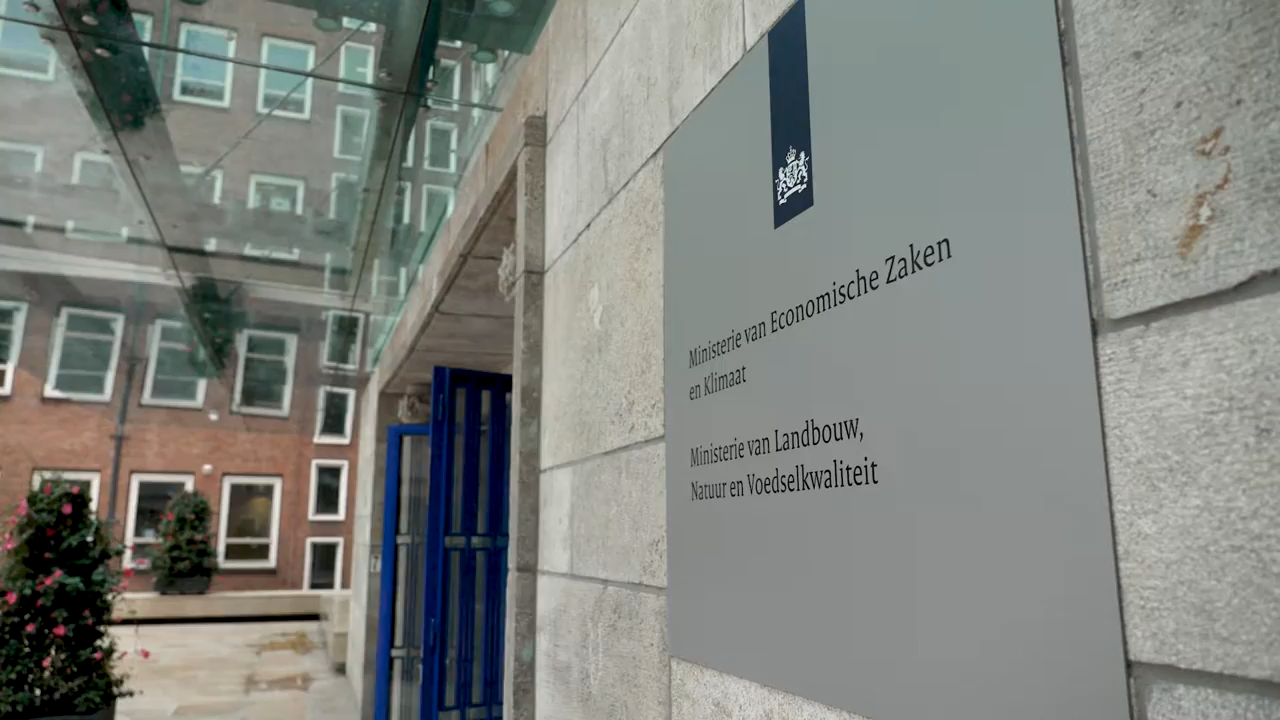 Ministerie van Economische Zaken
en Klimaat
Ministerie van Landbouw,
Natuur en Voedselkwaliteit